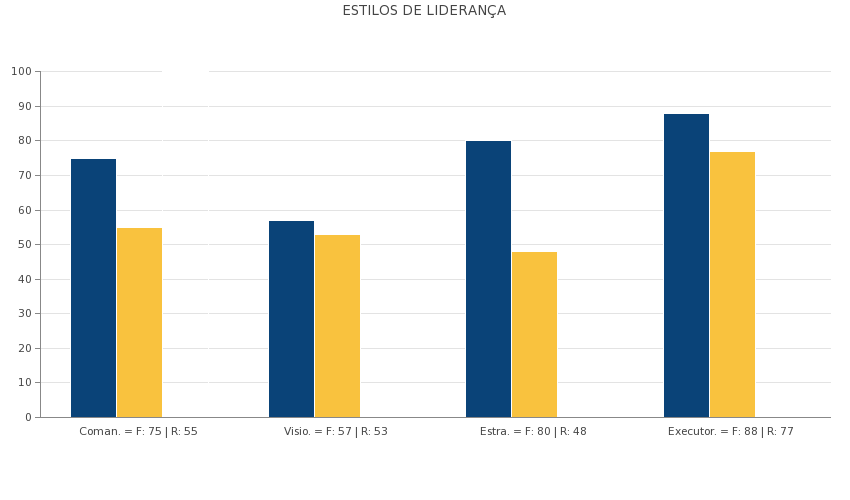 ESTILOS DE LIDERANÇA
100
90
80
70
60
50
40
30
20
10
0
Coman. = F: 75 | R: 55
Visio. = F: 57 | R: 53
Estra. = F: 80 | R: 48
Executor. = F: 88 | R: 77